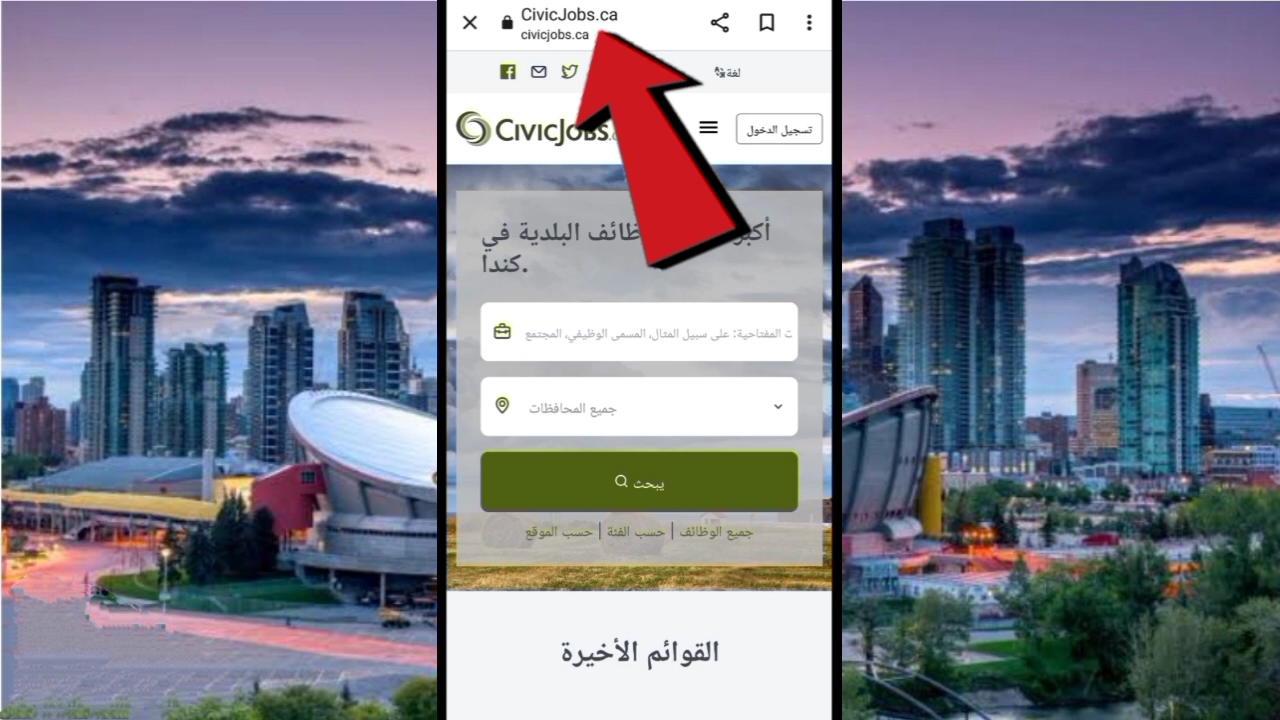 CivicJobs.ca
civicjobs.ca
لغة
CIVICJOBS
تسجيل الدخول
البلدية في
كندا.
المفتاحية: على سبيل المثال، المسمى الوظيفي، المجتمع
جميع المحافظات
يبحث
جميع الوظائف | حسب الفئة | حسب الموقع
القوائم الأخيرة